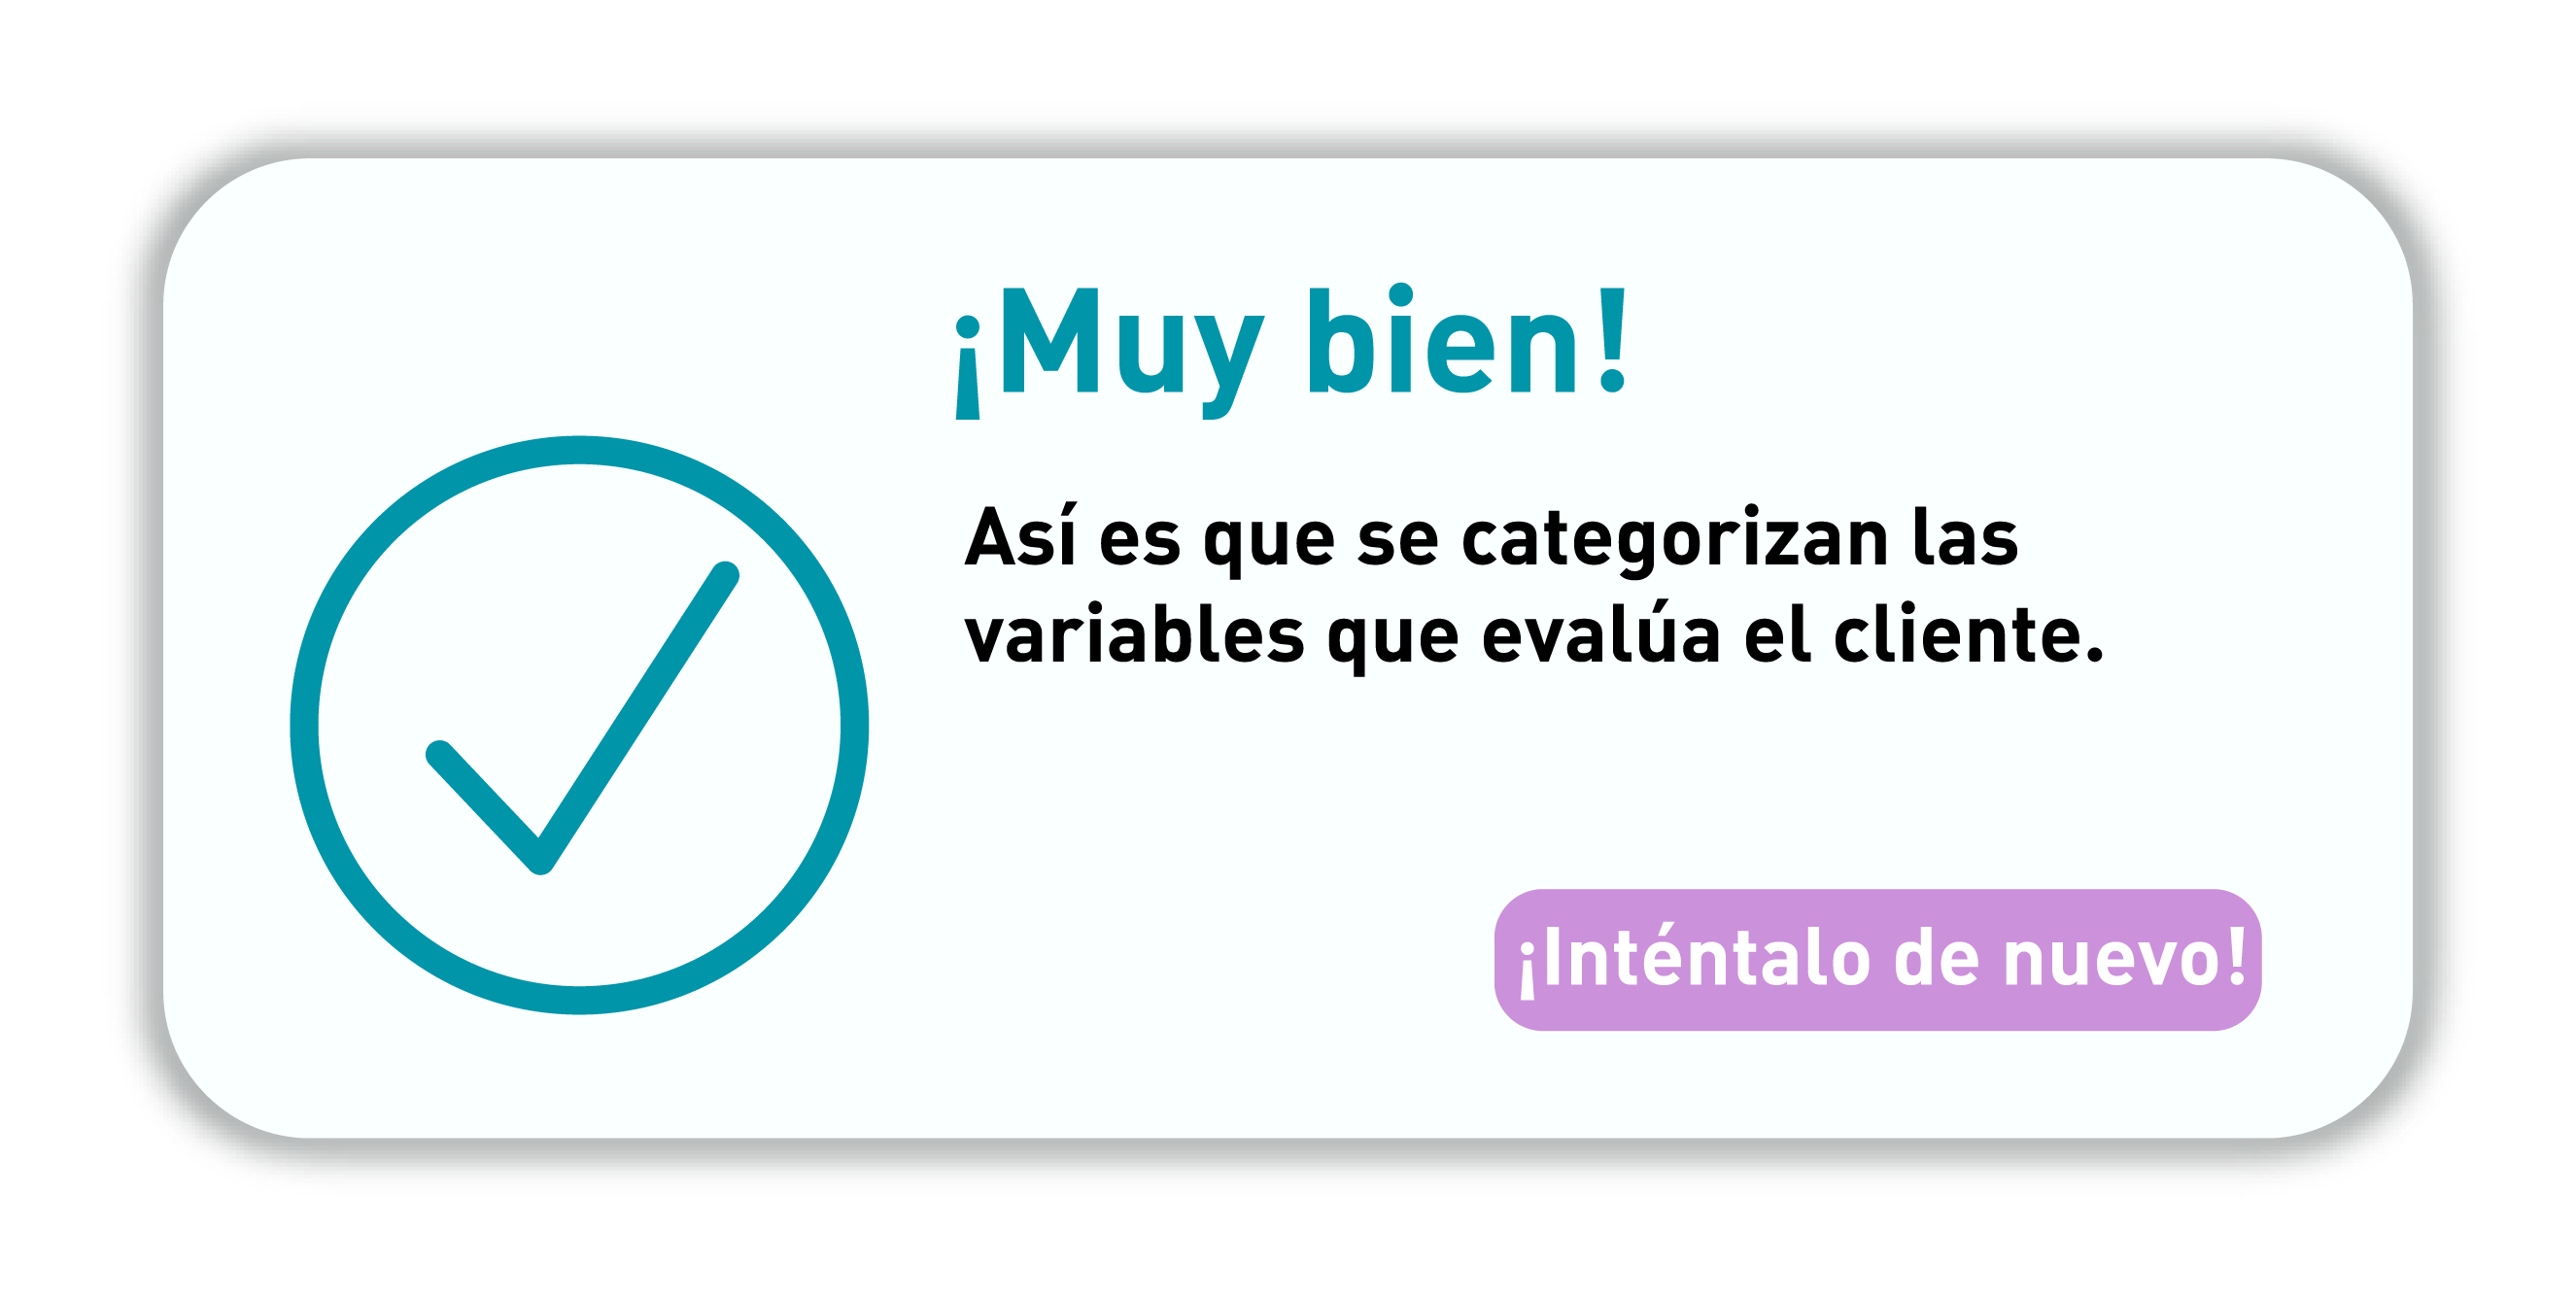 ¡Muy bien!
Así es que se categorizan las
variables que evalúa el cliente.
¡Inténtalo de nuevo!